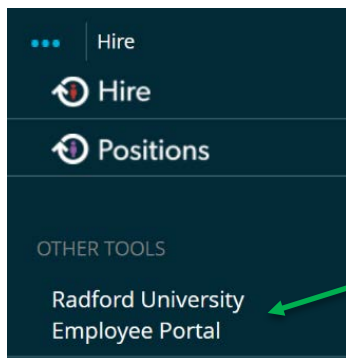 Hire
Hire
Positions
OTHER TOOLS
Radford University
Employee Portal